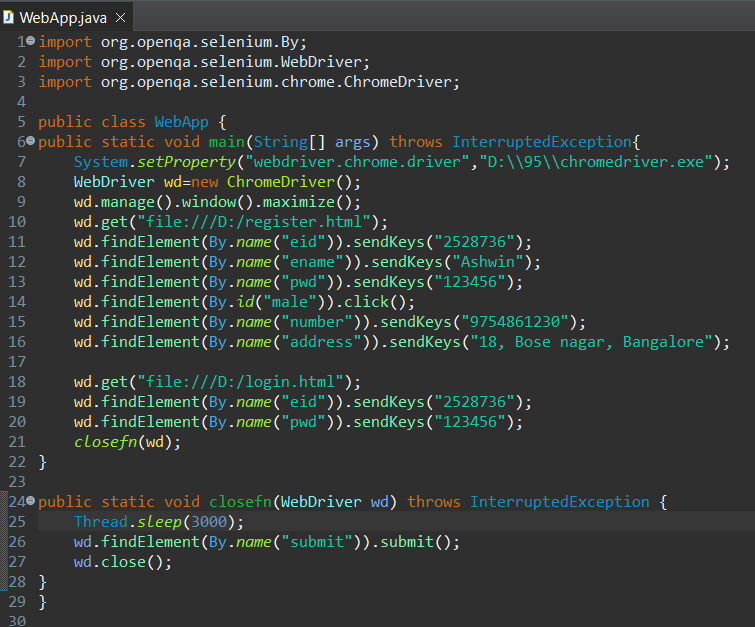 WebApp.java
1 import org.openqa.selenium.By;
2 import org.openqa.selenium.WebDriver;
3 import org.openqa.selenium.chrome.ChromeDriver;
4
5 public class WebApp {
6 public static void main(String[] args) throws InterruptedException{
7     System.setProperty("webdriver.chrome.driver","D:\\95\\chromedriver.exe");
8     WebDriver wd=new ChromeDriver();
9     wd.manage().window().maximize();
10     wd.get("file:///D:/register.html");
11     wd.findElement(By.name("eid")).sendKeys("2528736");
12     wd.findElement(By.name("ename")).sendKeys("Ashwin");
13     wd.findElement(By.name("pwd")).sendKeys("123456");
14     wd.findElement(By.id("male")).click();
15     wd.findElement(By.name("number")).sendKeys("9754861230");
16     wd.findElement(By.name("address")).sendKeys("18, Bose nagar, Bangalore");
17
18     wd.get("file:///D:/login.html");
19     wd.findElement(By.name("eid")).sendKeys("2528736");
20     wd.findElement(By.name("pwd")).sendKeys("123456");
21     closefn(wd);
22 }
23
24 public static void closefn(WebDriver wd) throws InterruptedException {
25     Thread.sleep(3000);
26     wd.findElement(By.name("submit")).submit();
27     wd.close();
28 }
29 }
30